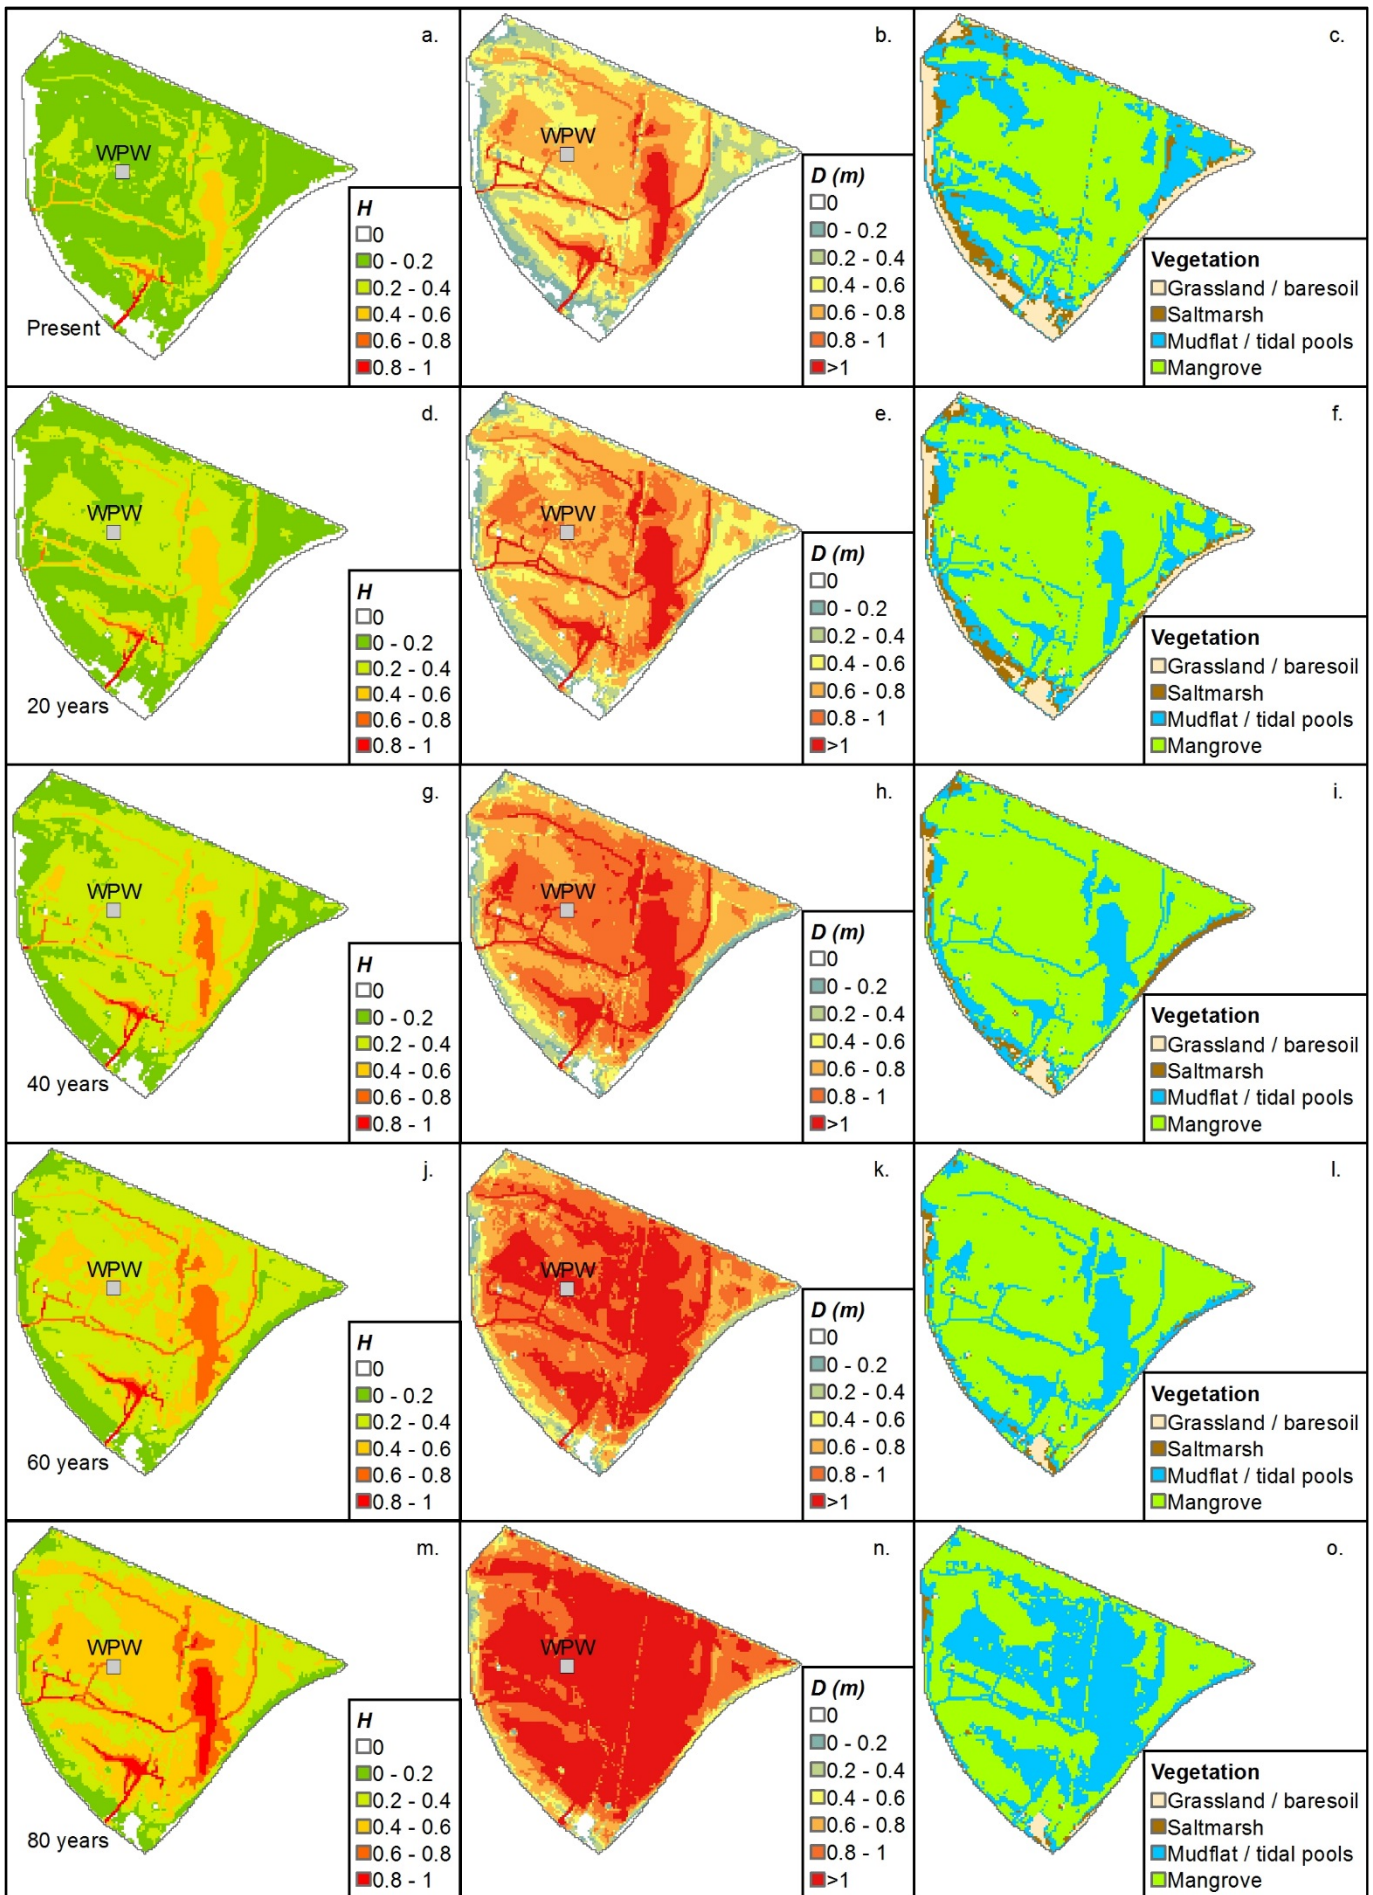 a.
WPW
Present
H
0
0 - 0.2
0.2 - 0.4
0.4 - 0.6
0.6 - 0.8
0.8 - 1
b.
WPW
D (m)
0
0 - 0.2
0.2 - 0.4
0.4 - 0.6
0.6 - 0.8
0.8 - 1
>1
c.
Vegetation
Grassland / baresoil
Saltmarsh
Mudflat / tidal pools
Mangrove
d.
WPW
20 years
H
0
0 - 0.2
0.2 - 0.4
0.4 - 0.6
0.6 - 0.8
0.8 - 1
e.
WPW
D (m)
0
0 - 0.2
0.2 - 0.4
0.4 - 0.6
0.6 - 0.8
0.8 - 1
>1
f.
Vegetation
Grassland / baresoil
Saltmarsh
Mudflat / tidal pools
Mangrove
g.
WPW
40 years
H
0
0 - 0.2
0.2 - 0.4
0.4 - 0.6
0.6 - 0.8
0.8 - 1
h.
WPW
D (m)
0
0 - 0.2
0.2 - 0.4
0.4 - 0.6
0.6 - 0.8
0.8 - 1
>1
i.
Vegetation
Grassland / baresoil
Saltmarsh
Mudflat / tidal pools
Mangrove
j.
WPW
60 years
H
0
0 - 0.2
0.2 - 0.4
0.4 - 0.6
0.6 - 0.8
0.8 - 1
k.
WPW
D (m)
0
0 - 0.2
0.2 - 0.4
0.4 - 0.6
0.6 - 0.8
0.8 - 1
>1
l.
Vegetation
Grassland / baresoil
Saltmarsh
Mudflat / tidal pools
Mangrove
m.
WPW
80 years
H
0
0 - 0.2
0.2 - 0.4
0.4 - 0.6
0.6 - 0.8
0.8 - 1
n.
WPW
D (m)
0
0 - 0.2
0.2 - 0.4
0.4 - 0.6
0.6 - 0.8
0.8 - 1
>1
o.
Vegetation
Grassland / baresoil
Saltmarsh
Mudflat / tidal pools
Mangrove